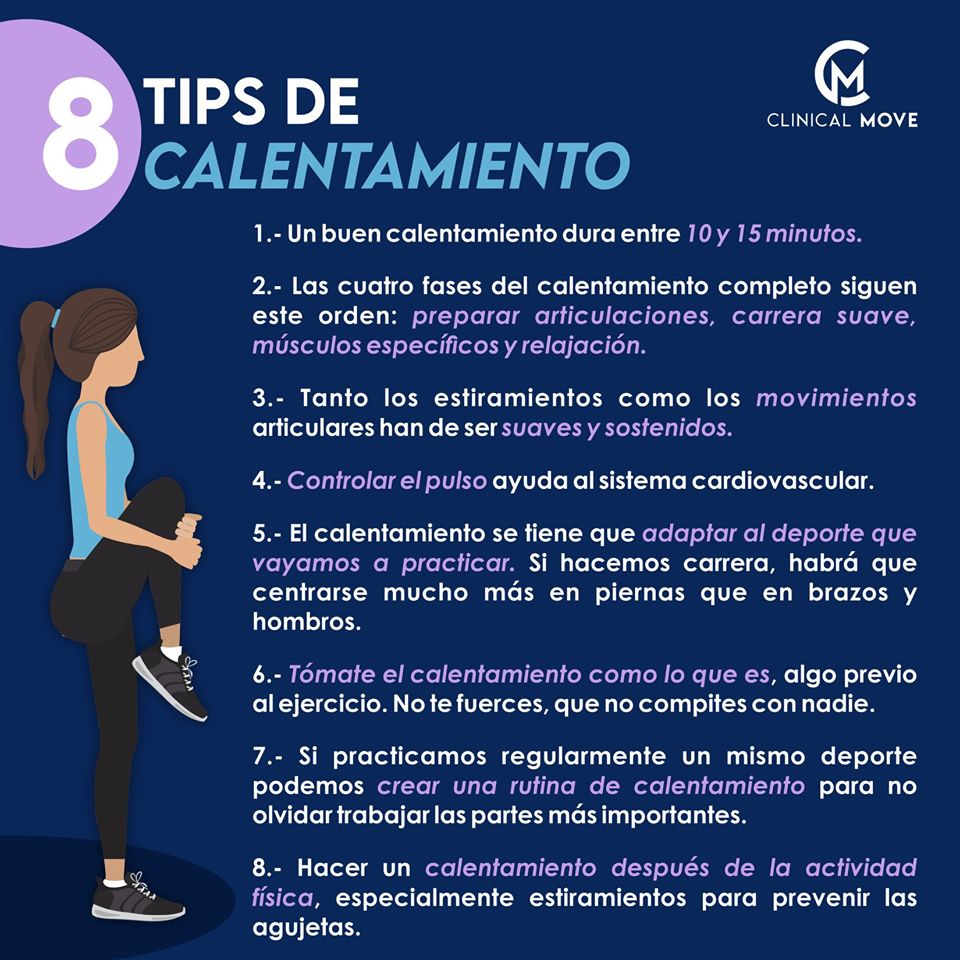 8 TIPS DE
CALENTAMIENTO
CM
CLINICAL MOVE
1.- Un buen calentamiento dura entre 10 y 15 minutos.
2.- Las cuatro fases del calentamiento completo siguen
este orden: preparar articulaciones, carrera suave,
músculos específicos y relajación.
3.- Tanto los estiramientos como los movimientos
articulares han de ser suaves y sostenidos.
4.- Controlar el pulso ayuda al sistema cardiovascular.
5.- El calentamiento se tiene que adaptar al deporte que
vayamos a practicar. Si hacemos carrera, habrá que
centrarse mucho más en piernas que en brazos y
hombros.
6.- Tómate el calentamiento como lo que es, algo previo
al ejercicio. No te fuerces, que no compites con nadie.
7.- Si practicamos regularmente un mismo deporte
podemos crear una rutina de calentamiento para no
olvidar trabajar las partes más importantes.
8.- Hacer un calentamiento después de la actividad
física, especialmente estiramientos para prevenir las
agujetas.